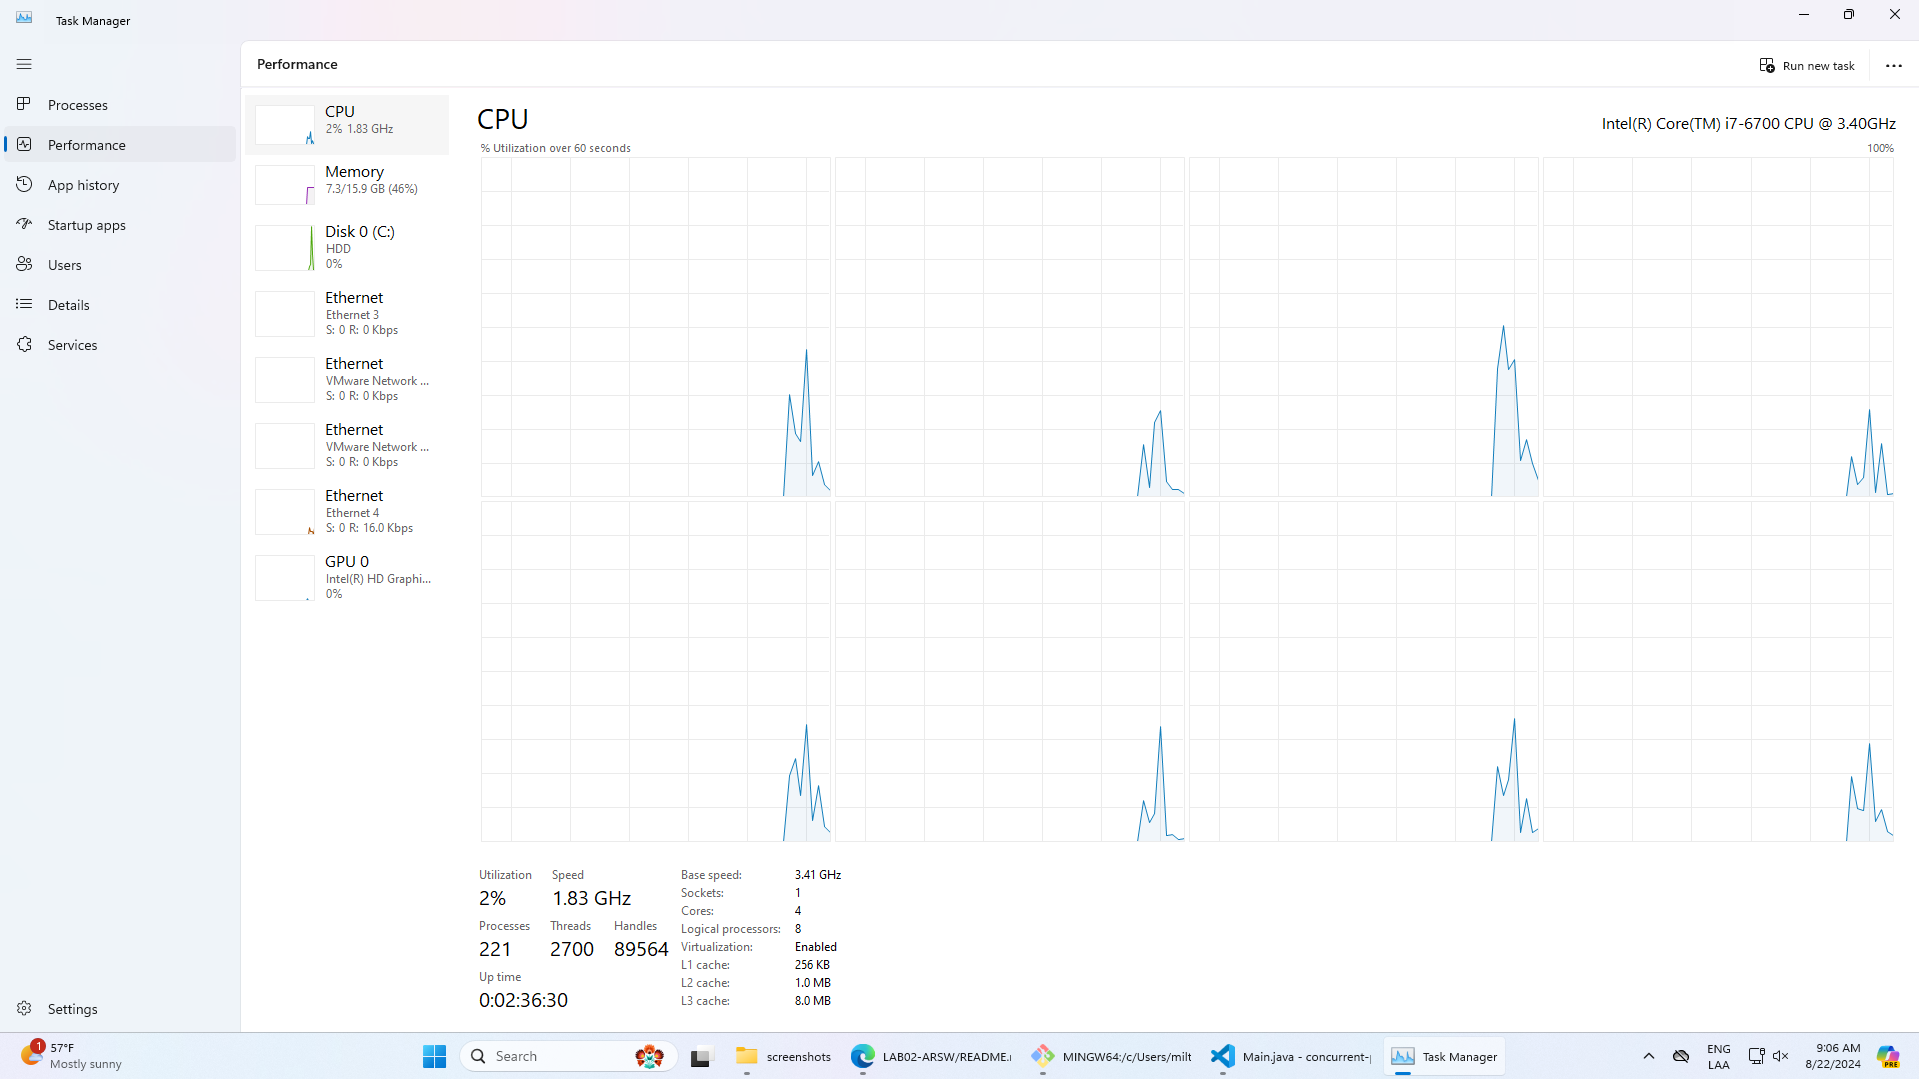 Task Manager
Performance
Run new task
Processes
Performance
App history
Startup apps
Users
Details
Services
Settings
CPU
2% 1.83 GHz
Memory
7.3/15.9 GB (46%)
Disk 0 (C:)
HDD
0%
Ethernet
Ethernet 3
S: 0 R: 0 Kbps
Ethernet
VMware Network ...
S: 0 R: 0 Kbps
Ethernet
VMware Network ...
S: 0 R: 0 Kbps
Ethernet
Ethernet 4
S: 0 R: 16.0 Kbps
GPU 0
Intel(R) HD Graphi...
0%
CPU
Intel(R) Core(TM) i7-6700 CPU @ 3.40GHz
% Utilization over 60 seconds
100%
Utilization
2%
Speed
1.83 GHz
Processes
221
Threads
2700
Handles
89564
Up time
0:02:36:30
Base speed: 3.41 GHz
Sockets: 1
Cores: 4
Logical processors: 8
Virtualization: Enabled
L1 cache: 256 KB
L2 cache: 1.0 MB
L3 cache: 8.0 MB
1
57°F
Mostly sunny
Search
screenshots
LAB02-ARSW/README.
MINGW64:/c/Users/milt
Main.java - concurrent-
Task Manager
ENG
LAA
9:06 AM
8/22/2024
PRE